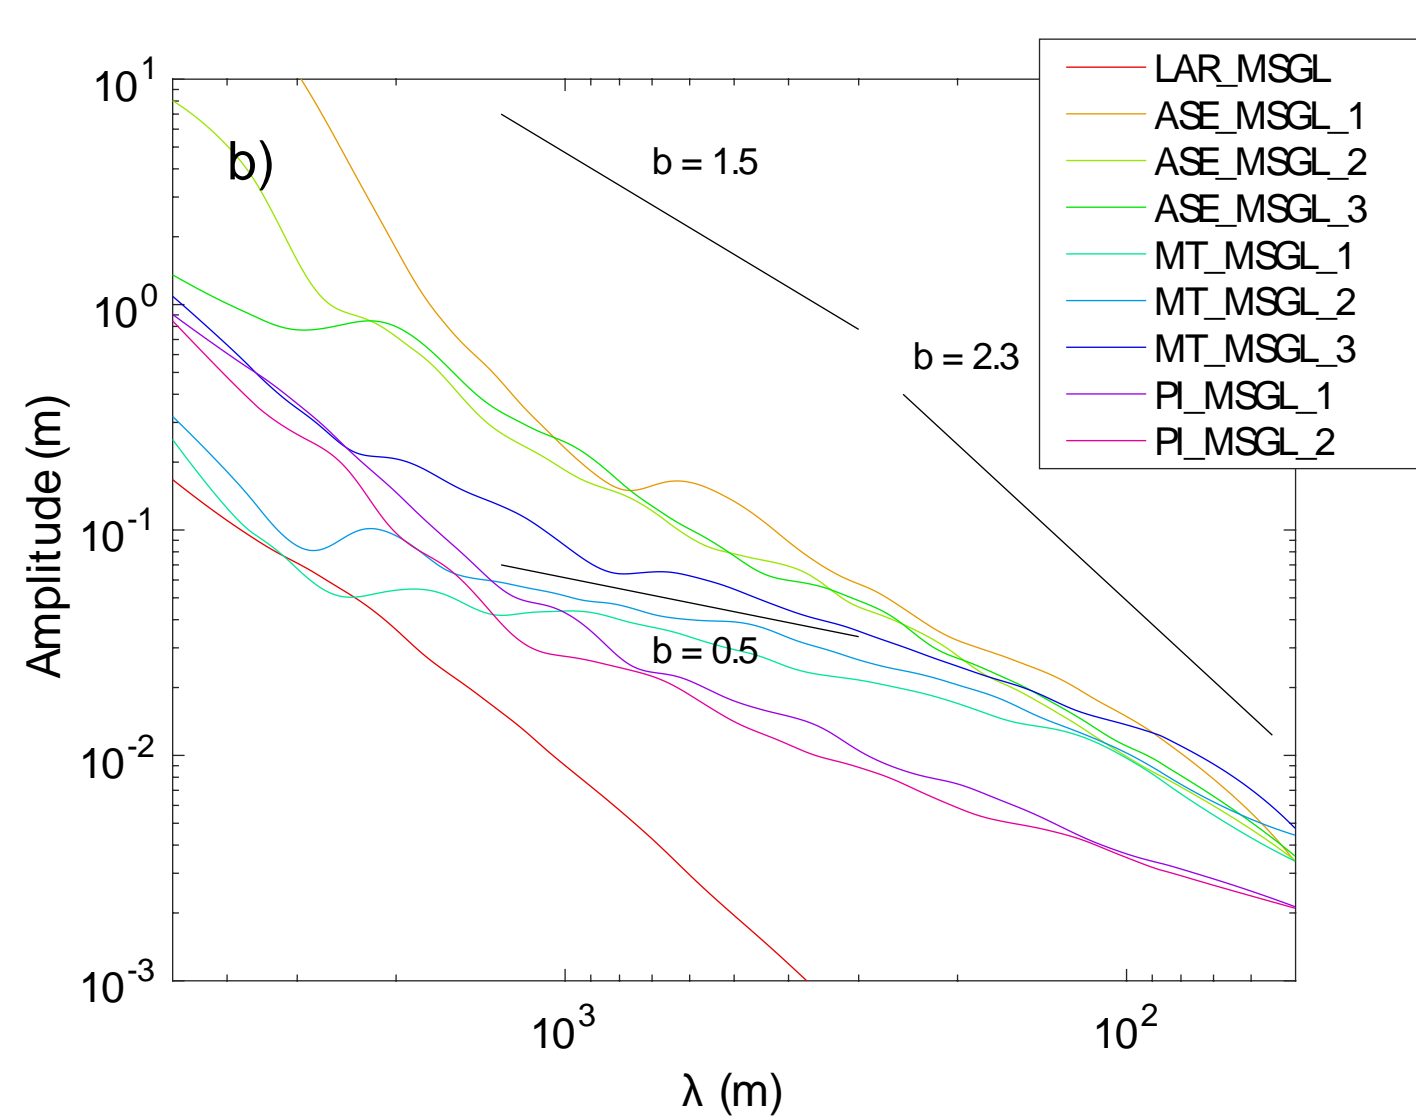 b)
10^1
10^0
10^-1
10^-2
10^-3
Amplitude (m)
b = 1.5
b = 2.3
b = 0.5
LAR_MSGL
ASE_MSGL_1
ASE_MSGL_2
ASE_MSGL_3
MT_MSGL_1
MT_MSGL_2
MT_MSGL_3
PI_MSGL_1
PI_MSGL_2
10^3
10^2
λ (m)